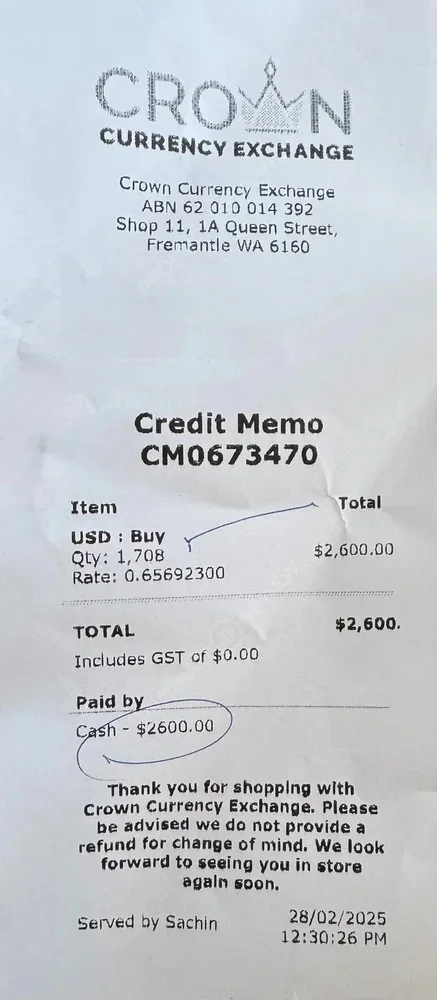 CROWN
CURRENCY EXCHANGE
Crown Currency Exchange
ABN 62 010 014 392
Shop 11, 1A Queen Street,
Fremantle WA 6160
Credit Memo
CM0673470
Item Total
USD : Buy
Qty: 1,708 $2,600.00
Rate: 0.65692300
TOTAL $2,600.
Includes GST of $0.00
Paid by
Cash - $2600.00
Thank you for shopping with
Crown Currency Exchange. Please
be advised we do not provide a
refund for change of mind. We look
forward to seeing you in store
again soon.
Served by Sachin 28/02/2025
12:30:26 PM